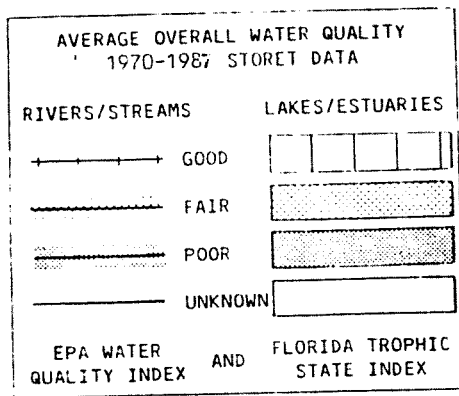 AVERAGE OVERALL WATER QUALITY
1970-1987 STORET DATA
RIVERS/STREAMS LAKES/ESTUARIES
GOOD
FAIR
POOR
UNKNOWN
EPA WATER QUALITY INDEX AND FLORIDA TROPHIC STATE INDEX